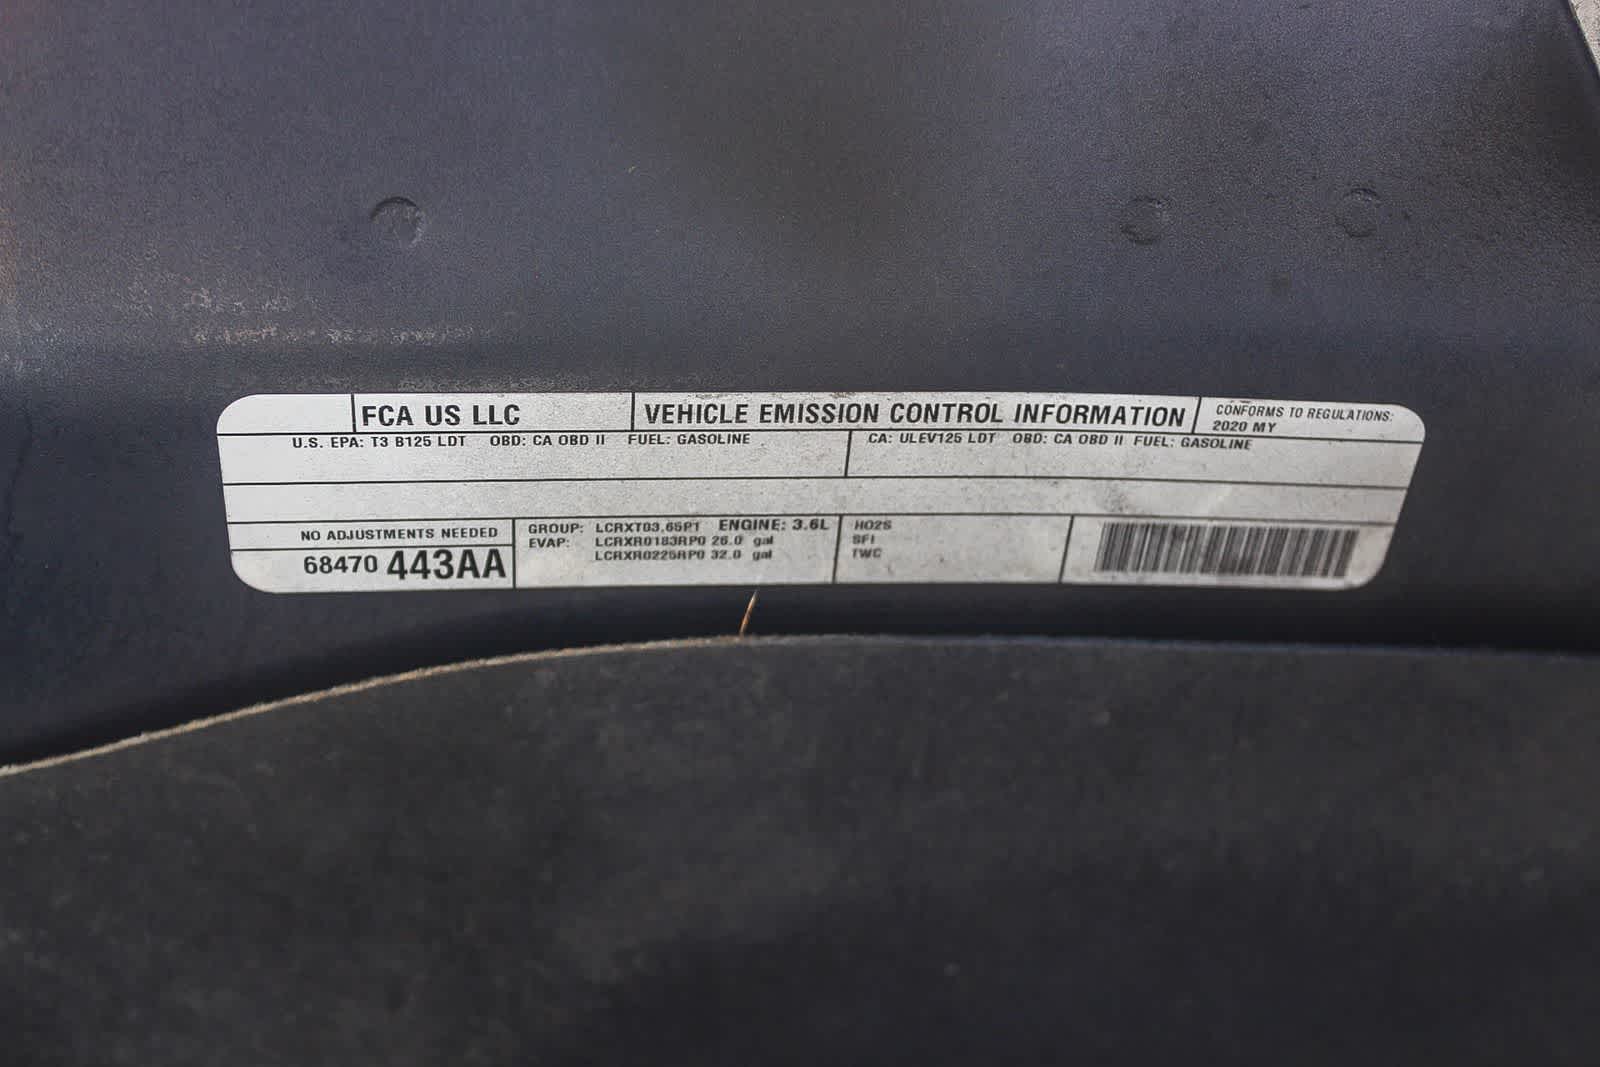 FCA US LLC
VEHICLE EMISSION CONTROL INFORMATION
CONFORMS TO REGULATIONS:
2020 MY
U.S. EPA: T3 B125 LDT OBD: CA OBD II FUEL: GASOLINE
CA: ULEV125 LDT OBD: CA OBD II FUEL: GASOLINE
NO ADJUSTMENTS NEEDED
68470 443AA
GROUP: LCRXT03.65P1 ENGINE: 3.6L
EVAP: LCRXR0183RP0 26.0 gal
LCRXR0225RP0 32.0 gal
HO2S
SFI
TWC